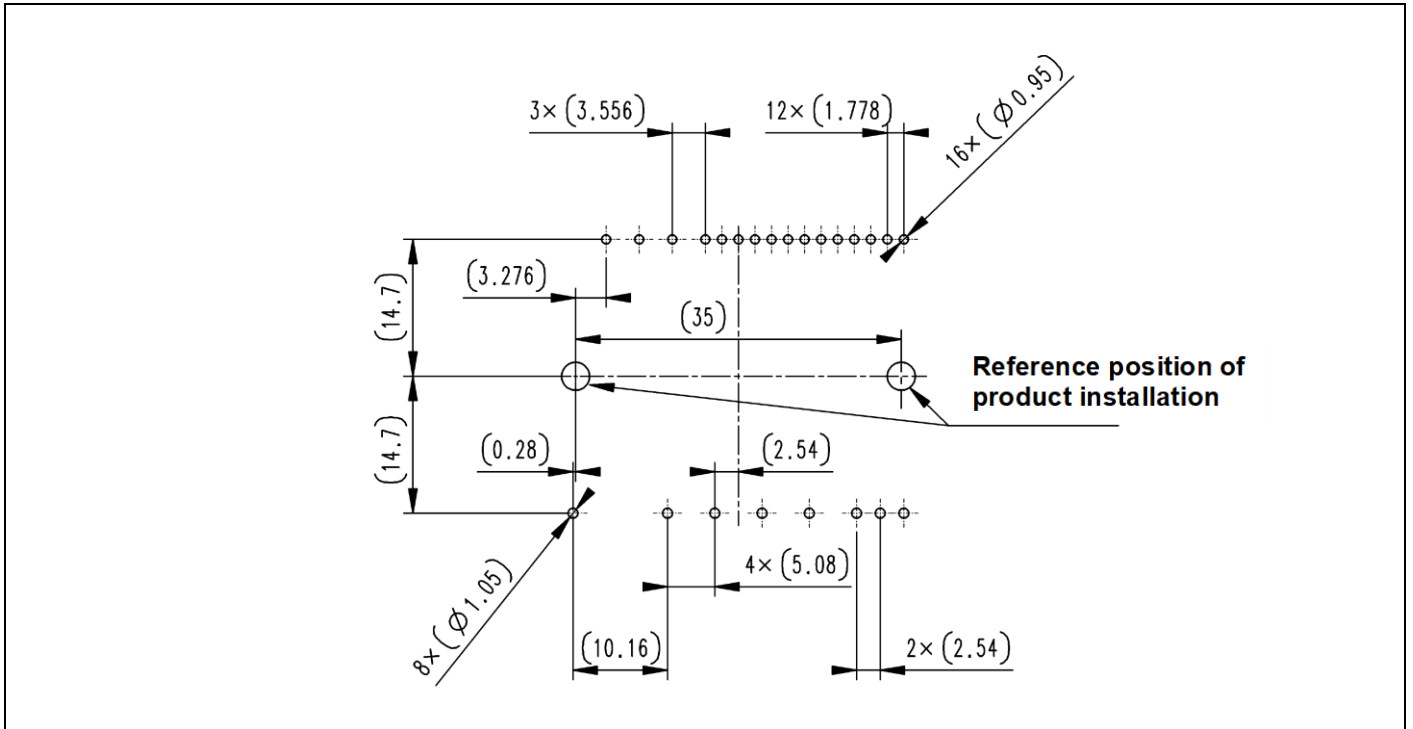 3× (3.556)
12× (1.778)
16× (Ø0.95)
(3.276)
(14.7)
(35)
Reference position of
product installation
(14.7)
(0.28)
(2.54)
4× (5.08)
8× (Ø1.05)
(10.16)
2× (2.54)